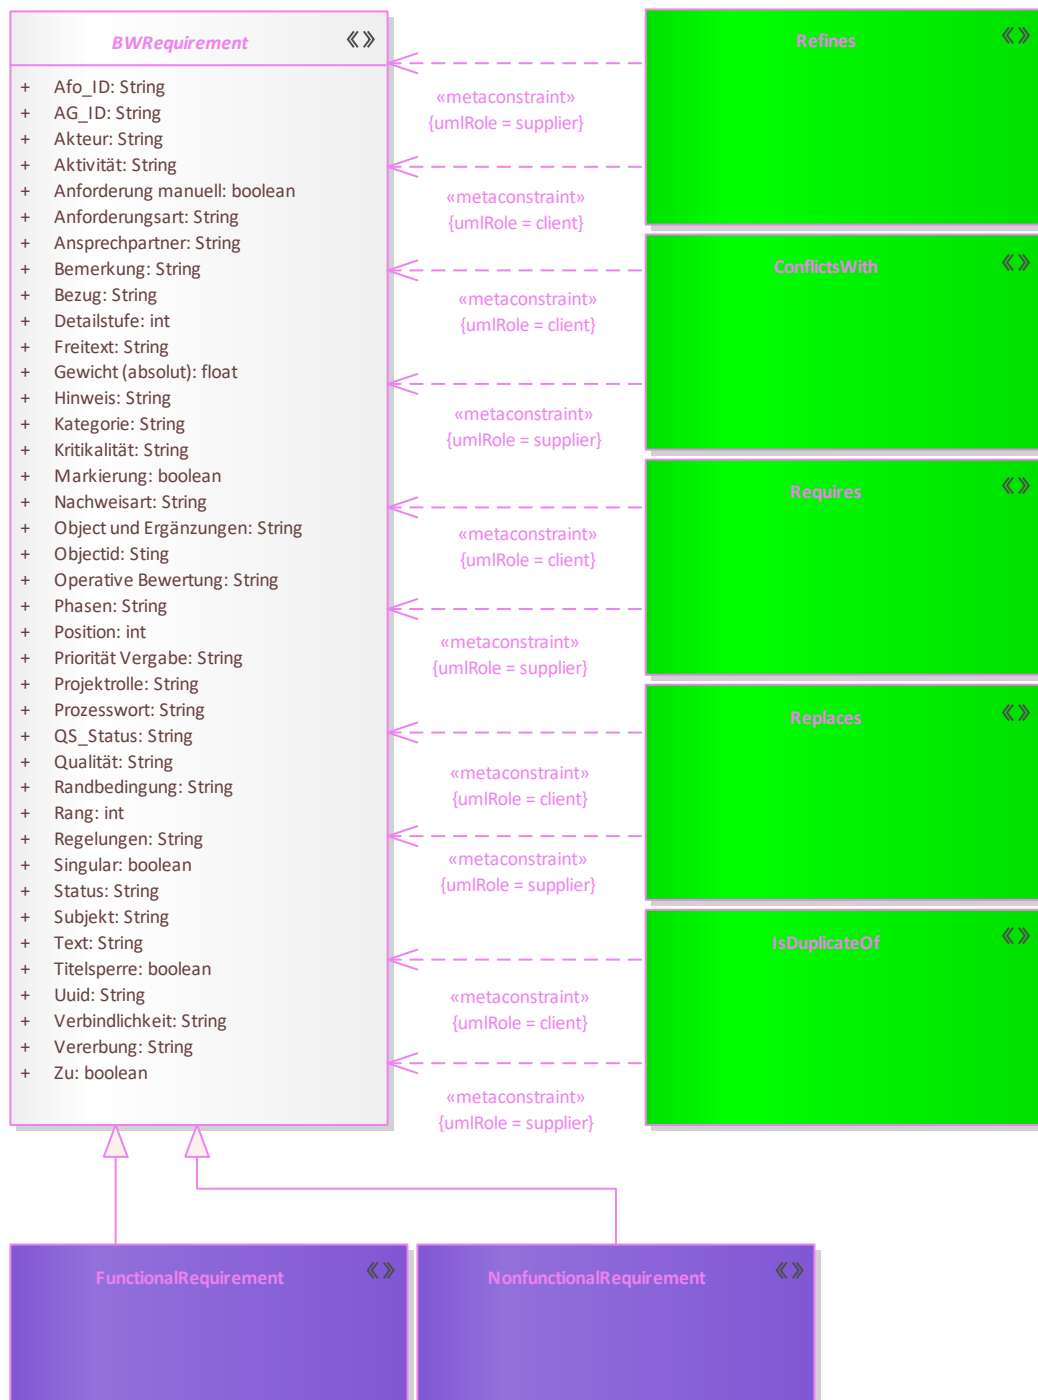 BWRequirement
+ Afo_ID: String
+ AG_ID: String
+ Akteur: String
+ Aktivität: String
+ Anforderung manuell: boolean
+ Anforderungsart: String
+ Ansprechpartner: String
+ Bemerkung: String
+ Bezug: String
+ Detailstufe: int
+ Freitext: String
+ Gewicht (absolut): float
+ Hinweis: String
+ Kategorie: String
+ Kritikalität: String
+ Markierung: boolean
+ Nachweisart: String
+ Object und Ergänzungen: String
+ Objectid: Sting
+ Operative Bewertung: String
+ Phasen: String
+ Position: int
+ Priorität Vergabe: String
+ Projektrolle: String
+ Prozesswort: String
+ QS_Status: String
+ Qualität: String
+ Randbedingung: String
+ Rang: int
+ Regelungen: String
+ Singular: boolean
+ Status: String
+ Subjekt: String
+ Text: String
+ Titelsperre: boolean
+ Uuid: String
+ Verbindlichkeit: String
+ Vererbung: String
+ Zu: boolean
«metaconstraint»
{umlRole = supplier}
«metaconstraint»
{umlRole = client}
«metaconstraint»
{umlRole = client}
«metaconstraint»
{umlRole = supplier}
«metaconstraint»
{umlRole = client}
«metaconstraint»
{umlRole = supplier}
«metaconstraint»
{umlRole = client}
«metaconstraint»
{umlRole = supplier}
«metaconstraint»
{umlRole = client}
«metaconstraint»
{umlRole = supplier}
Refines
ConflictsWith
Requires
Replaces
IsDuplicateOf
FunctionalRequirement
NonfunctionalRequirement